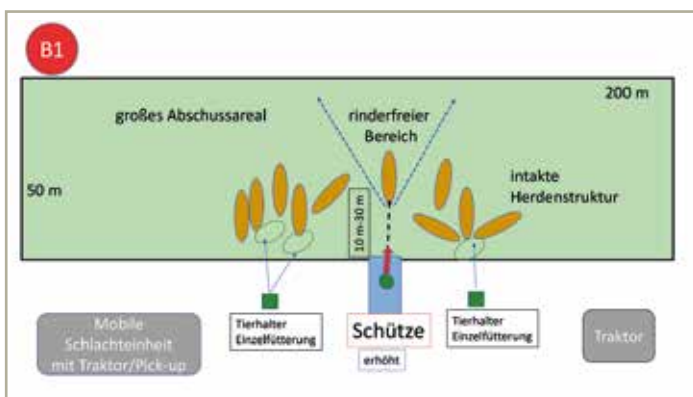 B1
200 m
großes Abschussareal
rinderfreier
Bereich
intakte
Herdenstruktur
50 m
10 m-30 m
Tierhalter
Einzelfütterung
Schütze
erhöht
Tierhalter
Einzelfütterung
Mobile
Schlachteinheit
mit Traktor/Pick-up
Traktor